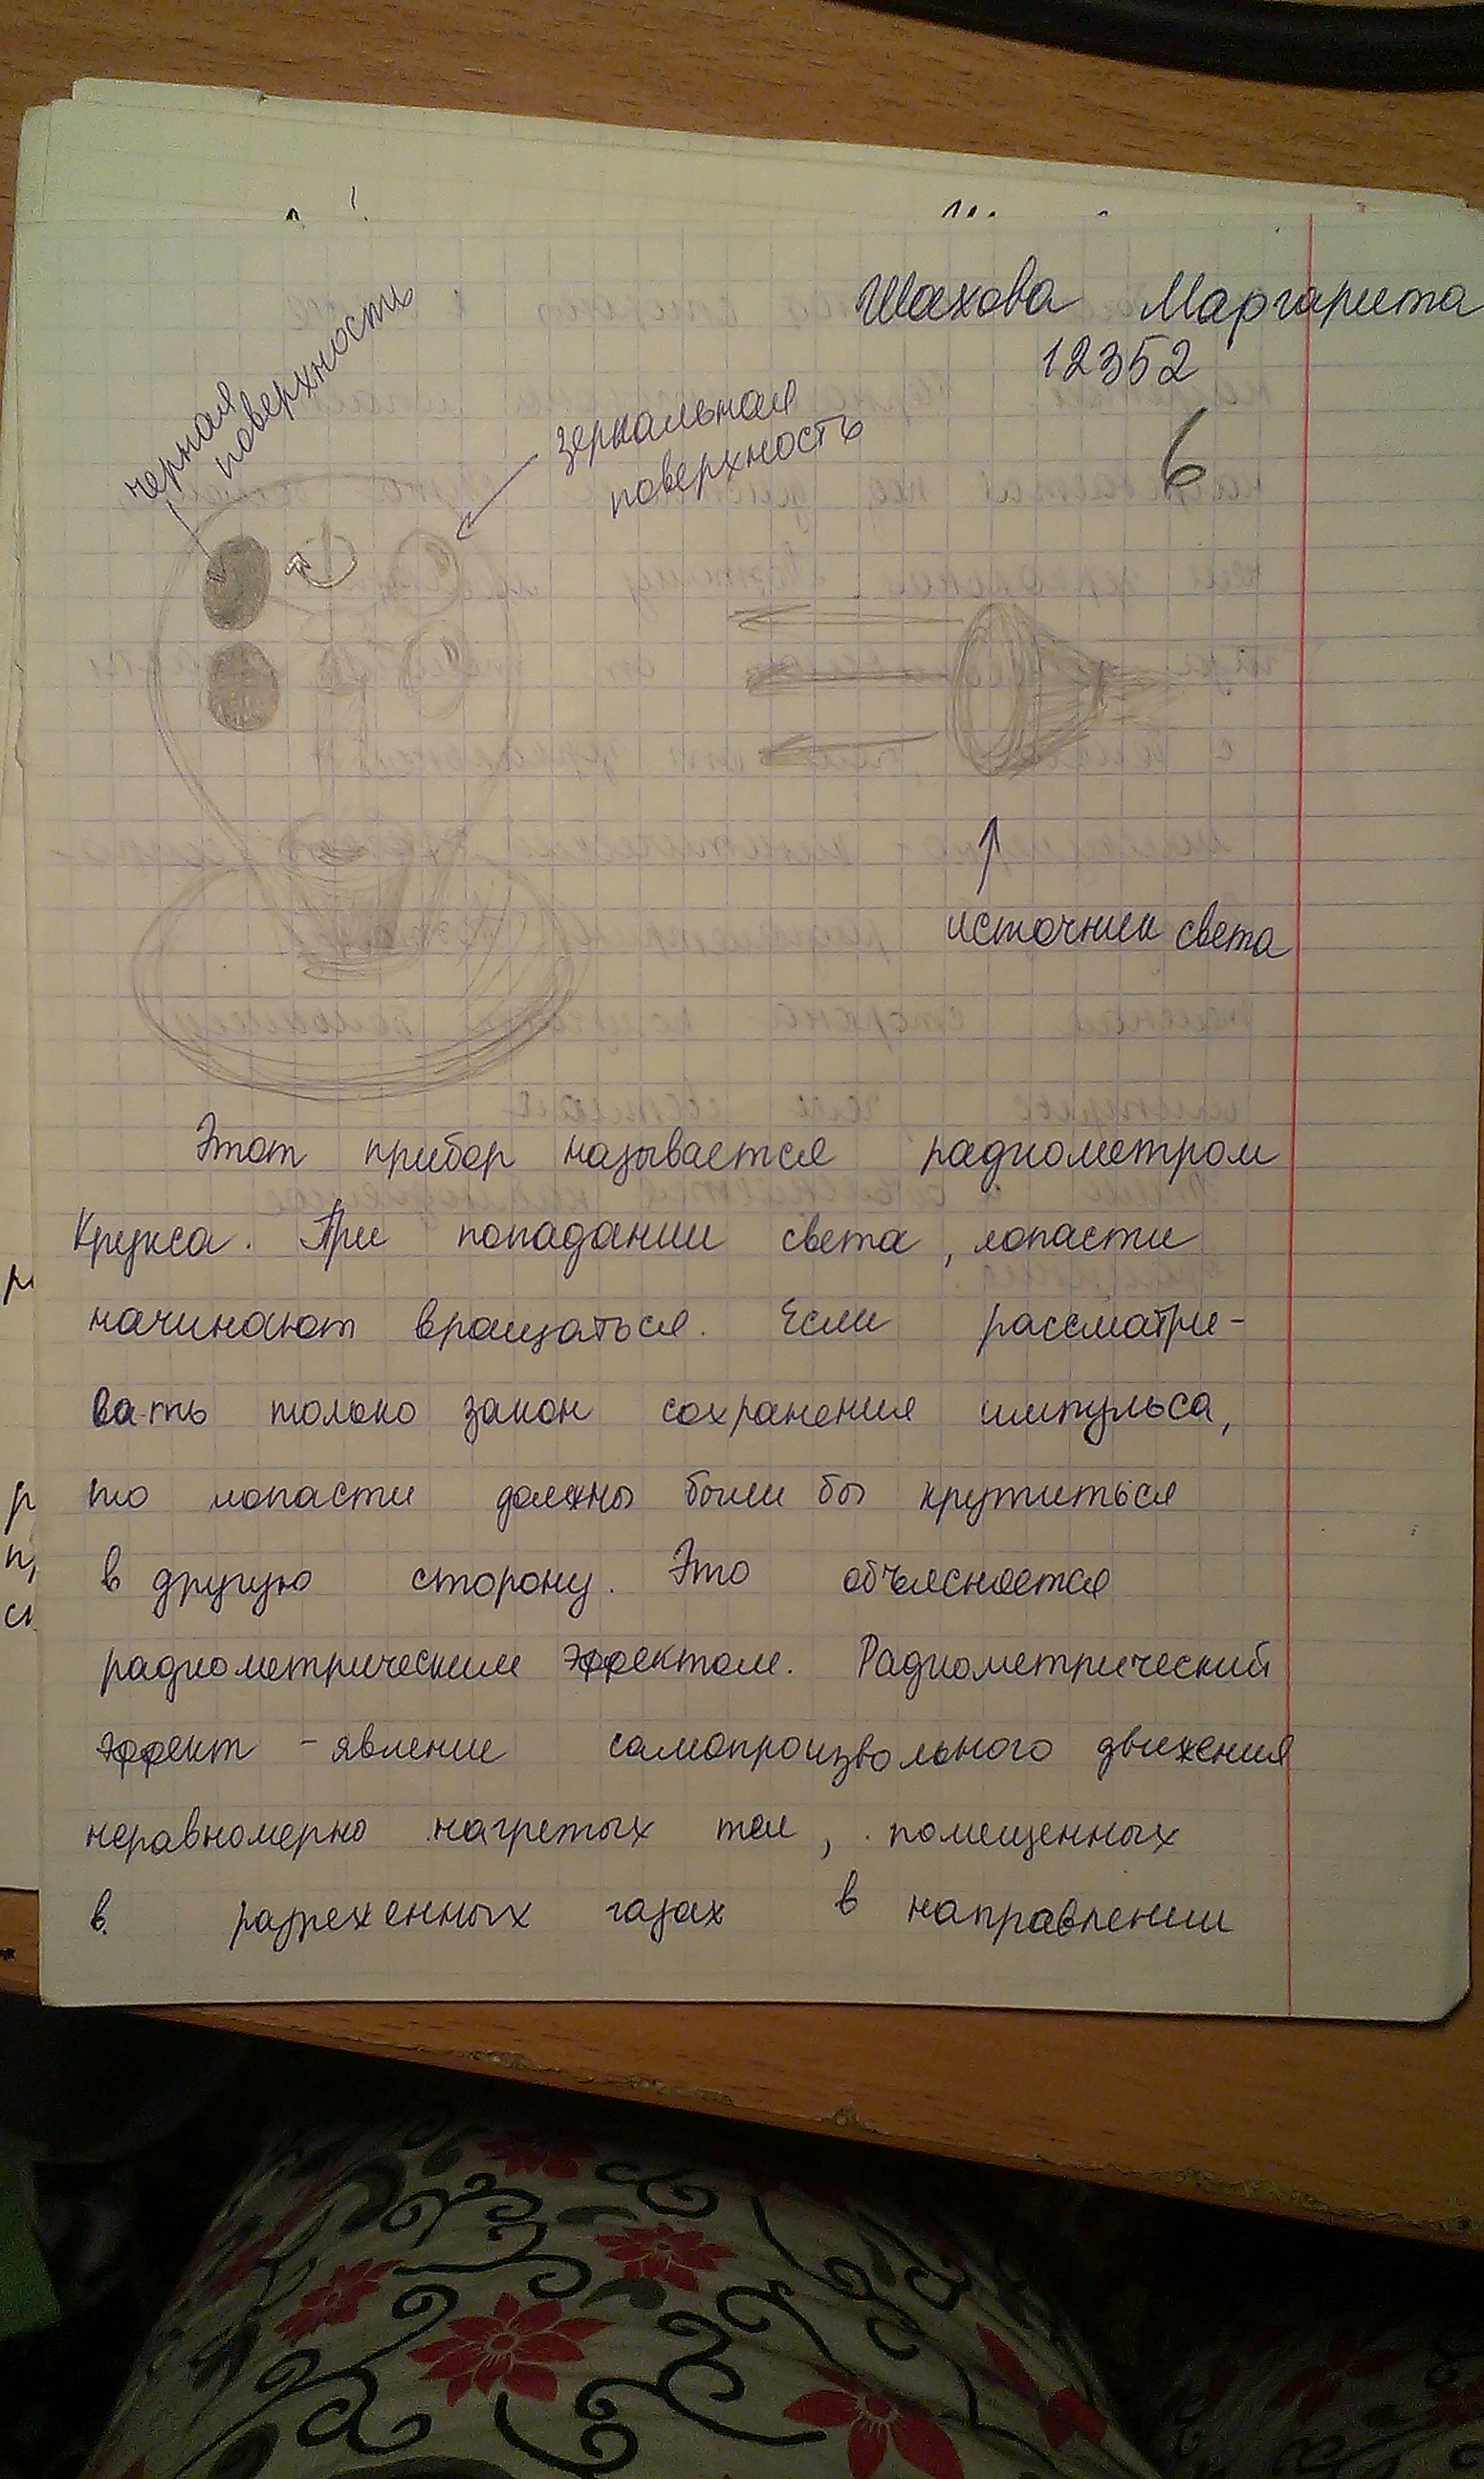 Шахова Маргарита
12352
6
черная
поверхность
зеркальная
поверхность
источник света
Этот прибор называется радиометром
Крукса. При попадании света, лопасти
начинают вращаться. Если рассматри-
вать только закон сохранения импульса,
то лопасти должны были бы крутиться
в другую сторону. Это объясняется
радиометрическим эффектом. Радиометрический
эффект - явление самопроизвольного движения
неравномерно нагретых тел, помещенных
в разреженных газах в направлении